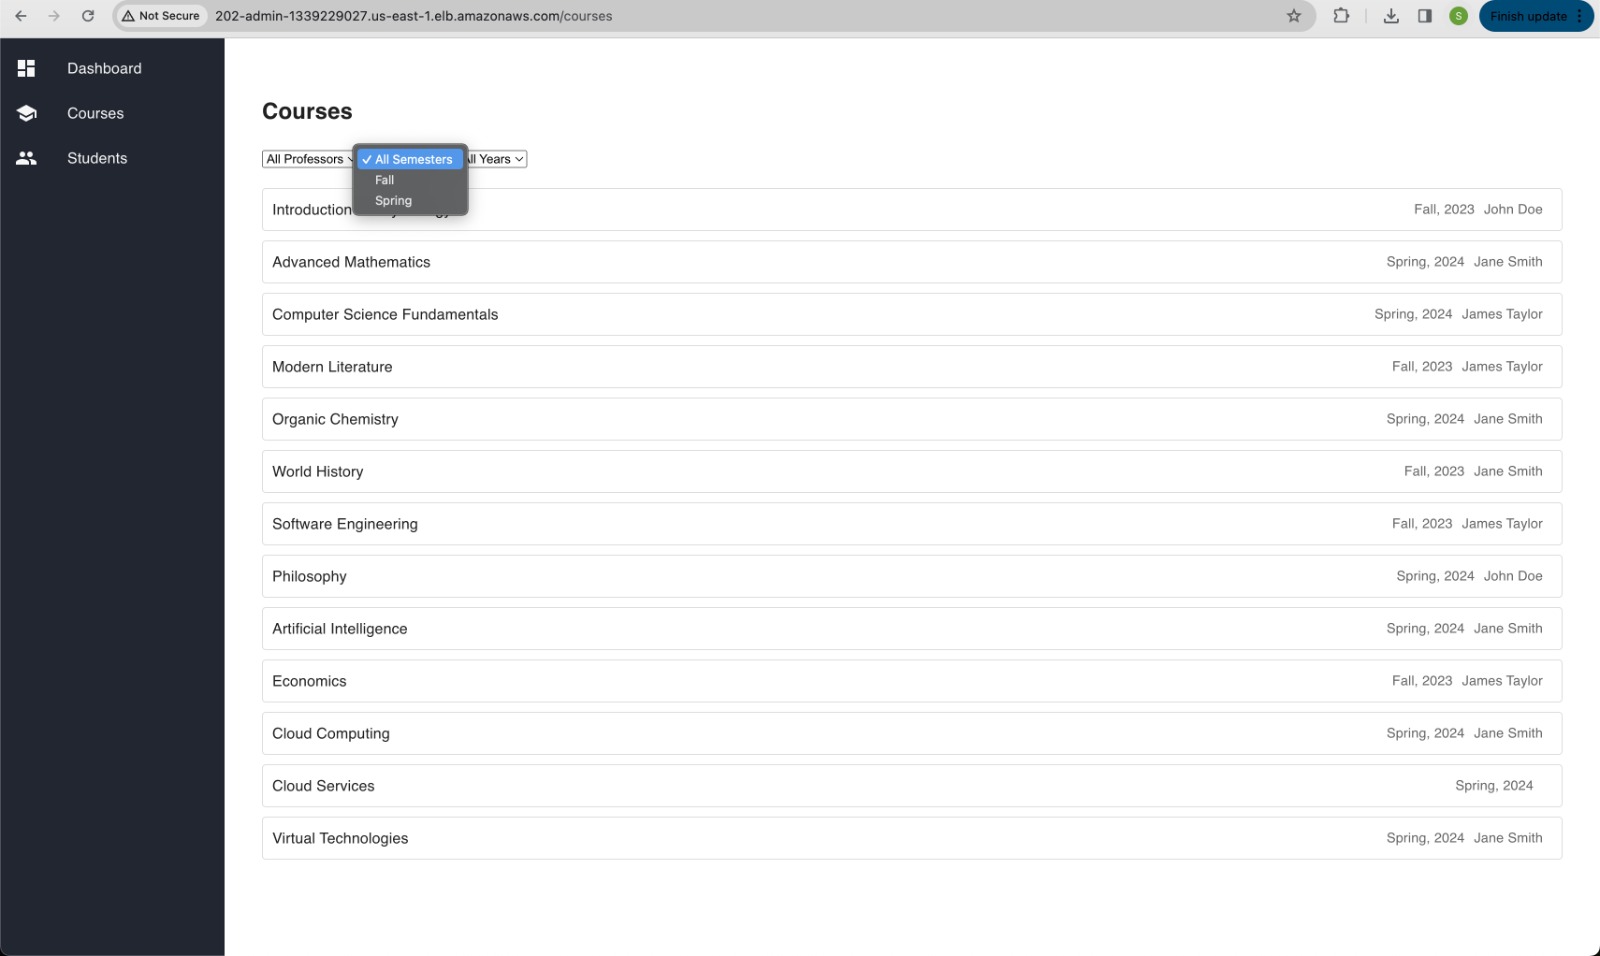 Not Secure 202-admin-1339229027.us-east-1.elb.amazonaws.com/courses S Finish update
Dashboard
Courses
Students
Courses
All Professors ✓ All Semesters All Years
Fall
Spring
Introduction Fall, 2023 John Doe
Advanced Mathematics Spring, 2024 Jane Smith
Computer Science Fundamentals Spring, 2024 James Taylor
Modern Literature Fall, 2023 James Taylor
Organic Chemistry Spring, 2024 Jane Smith
World History Fall, 2023 Jane Smith
Software Engineering Fall, 2023 James Taylor
Philosophy Spring, 2024 John Doe
Artificial Intelligence Spring, 2024 Jane Smith
Economics Fall, 2023 James Taylor
Cloud Computing Spring, 2024 Jane Smith
Cloud Services Spring, 2024
Virtual Technologies Spring, 2024 Jane Smith